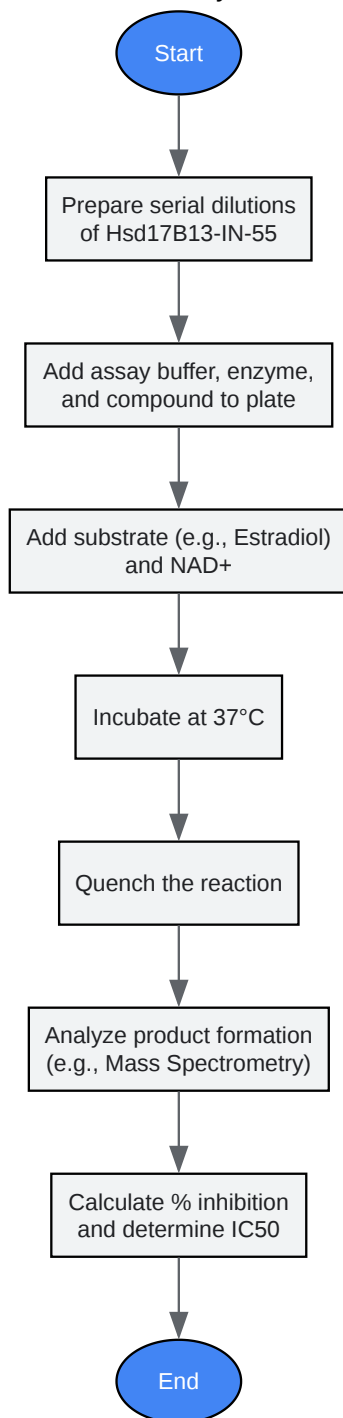 Start
Prepare serial dilutions
of Hsd17B13-IN-55
Add assay buffer, enzyme,
and compound to plate
Add substrate (e.g., Estradiol)
and NAD+
Incubate at 37°C
Quench the reaction
Analyze product formation
(e.g., Mass Spectrometry)
Calculate % inhibition
and determine IC50
End